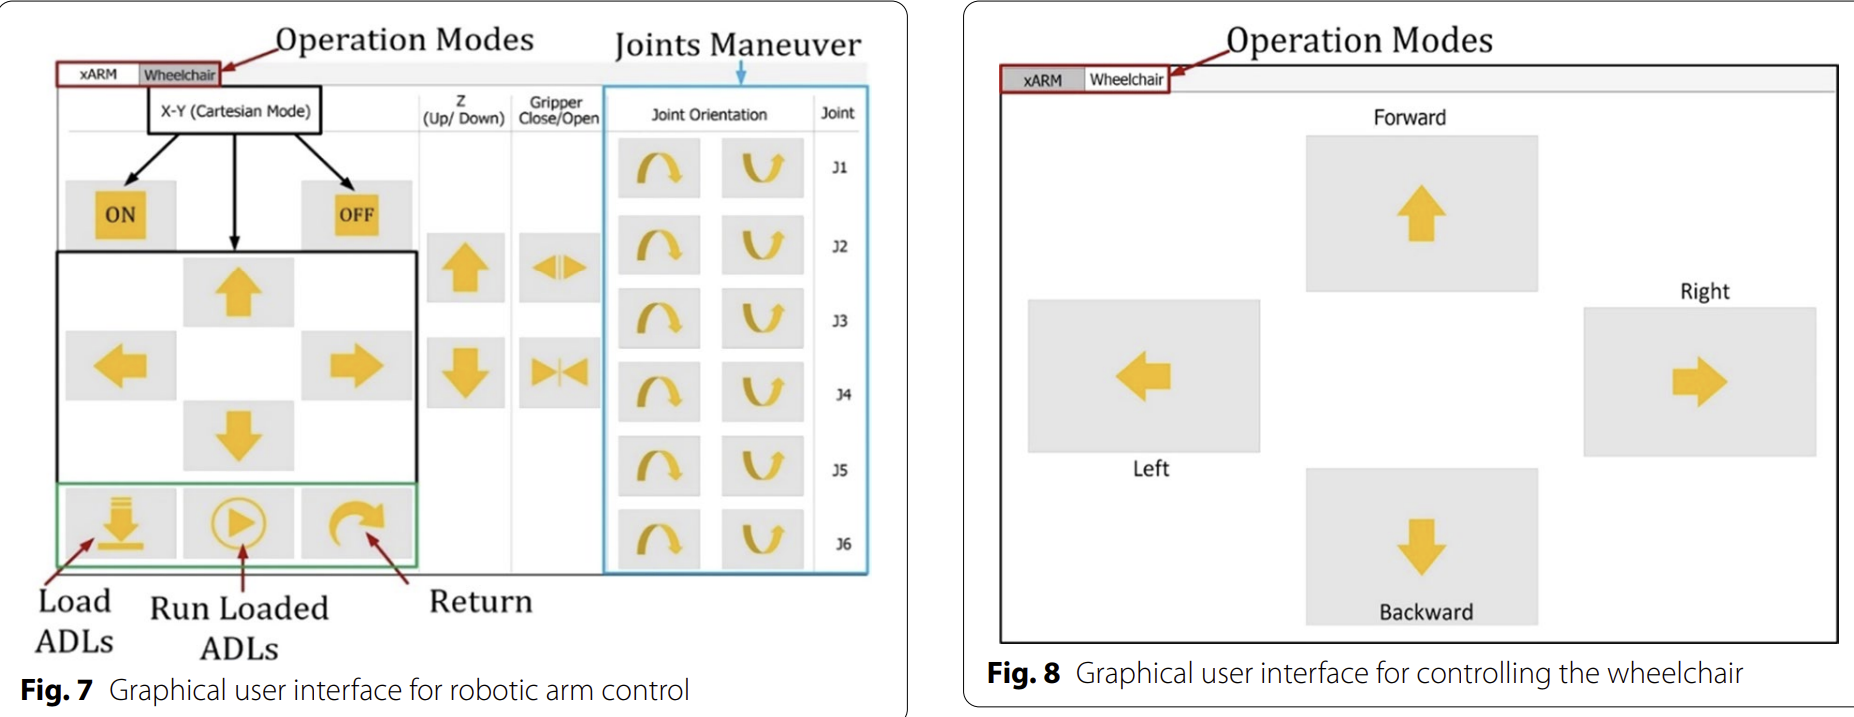 Operation Modes
Joints Maneuver
xARM
Wheelchair
X-Y (Cartesian Mode)
Z
(Up/ Down)
Gripper
Close/Open
Joint Orientation
Joint
ON
OFF
J1
J2
J3
J4
J5
J6
Load
ADLs
Run Loaded
ADLs
Return
Fig. 7 Graphical user interface for robotic arm control
Operation Modes
xARM
Wheelchair
Forward
Right
Left
Backward
Fig. 8 Graphical user interface for controlling the wheelchair